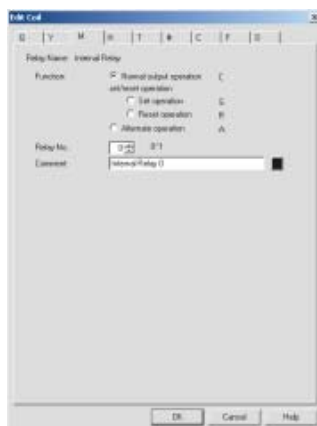 Edit Coil
Y M T C
Relay Name: Internal Relay
Function:
Normal output operation
set/reset operation
Set operation
Reset operation
Alternate operation A
Relay No. 0
Comment: Internal Relay 0
OK Cancel Help